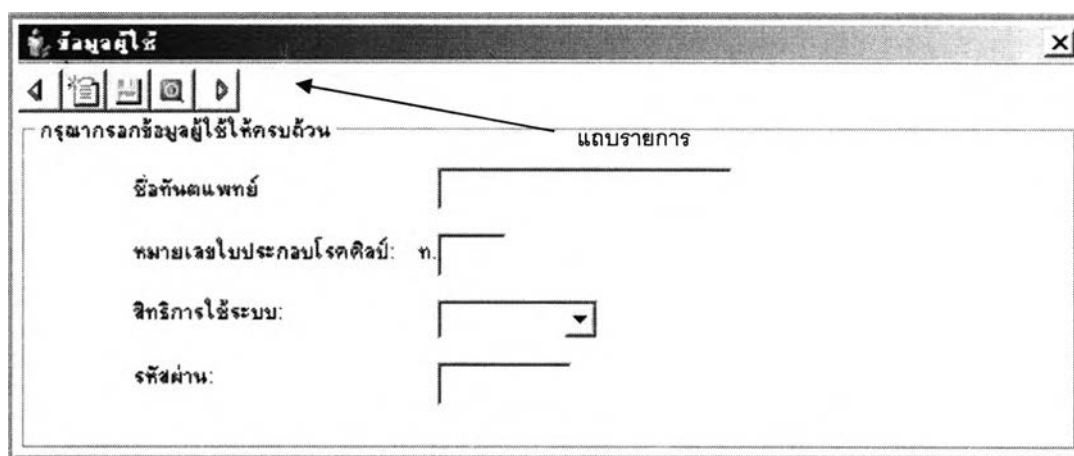 ข้อมูลผู้ใช้
กรุณากรอกข้อมูลผู้ใช้ให้ครบถ้วน
แถบรายการ
ชื่อทันตแพทย์
หมายเลขใบประกอบโรคศิลป์: ท.
สิทธิการใช้ระบบ:
รหัสผ่าน: